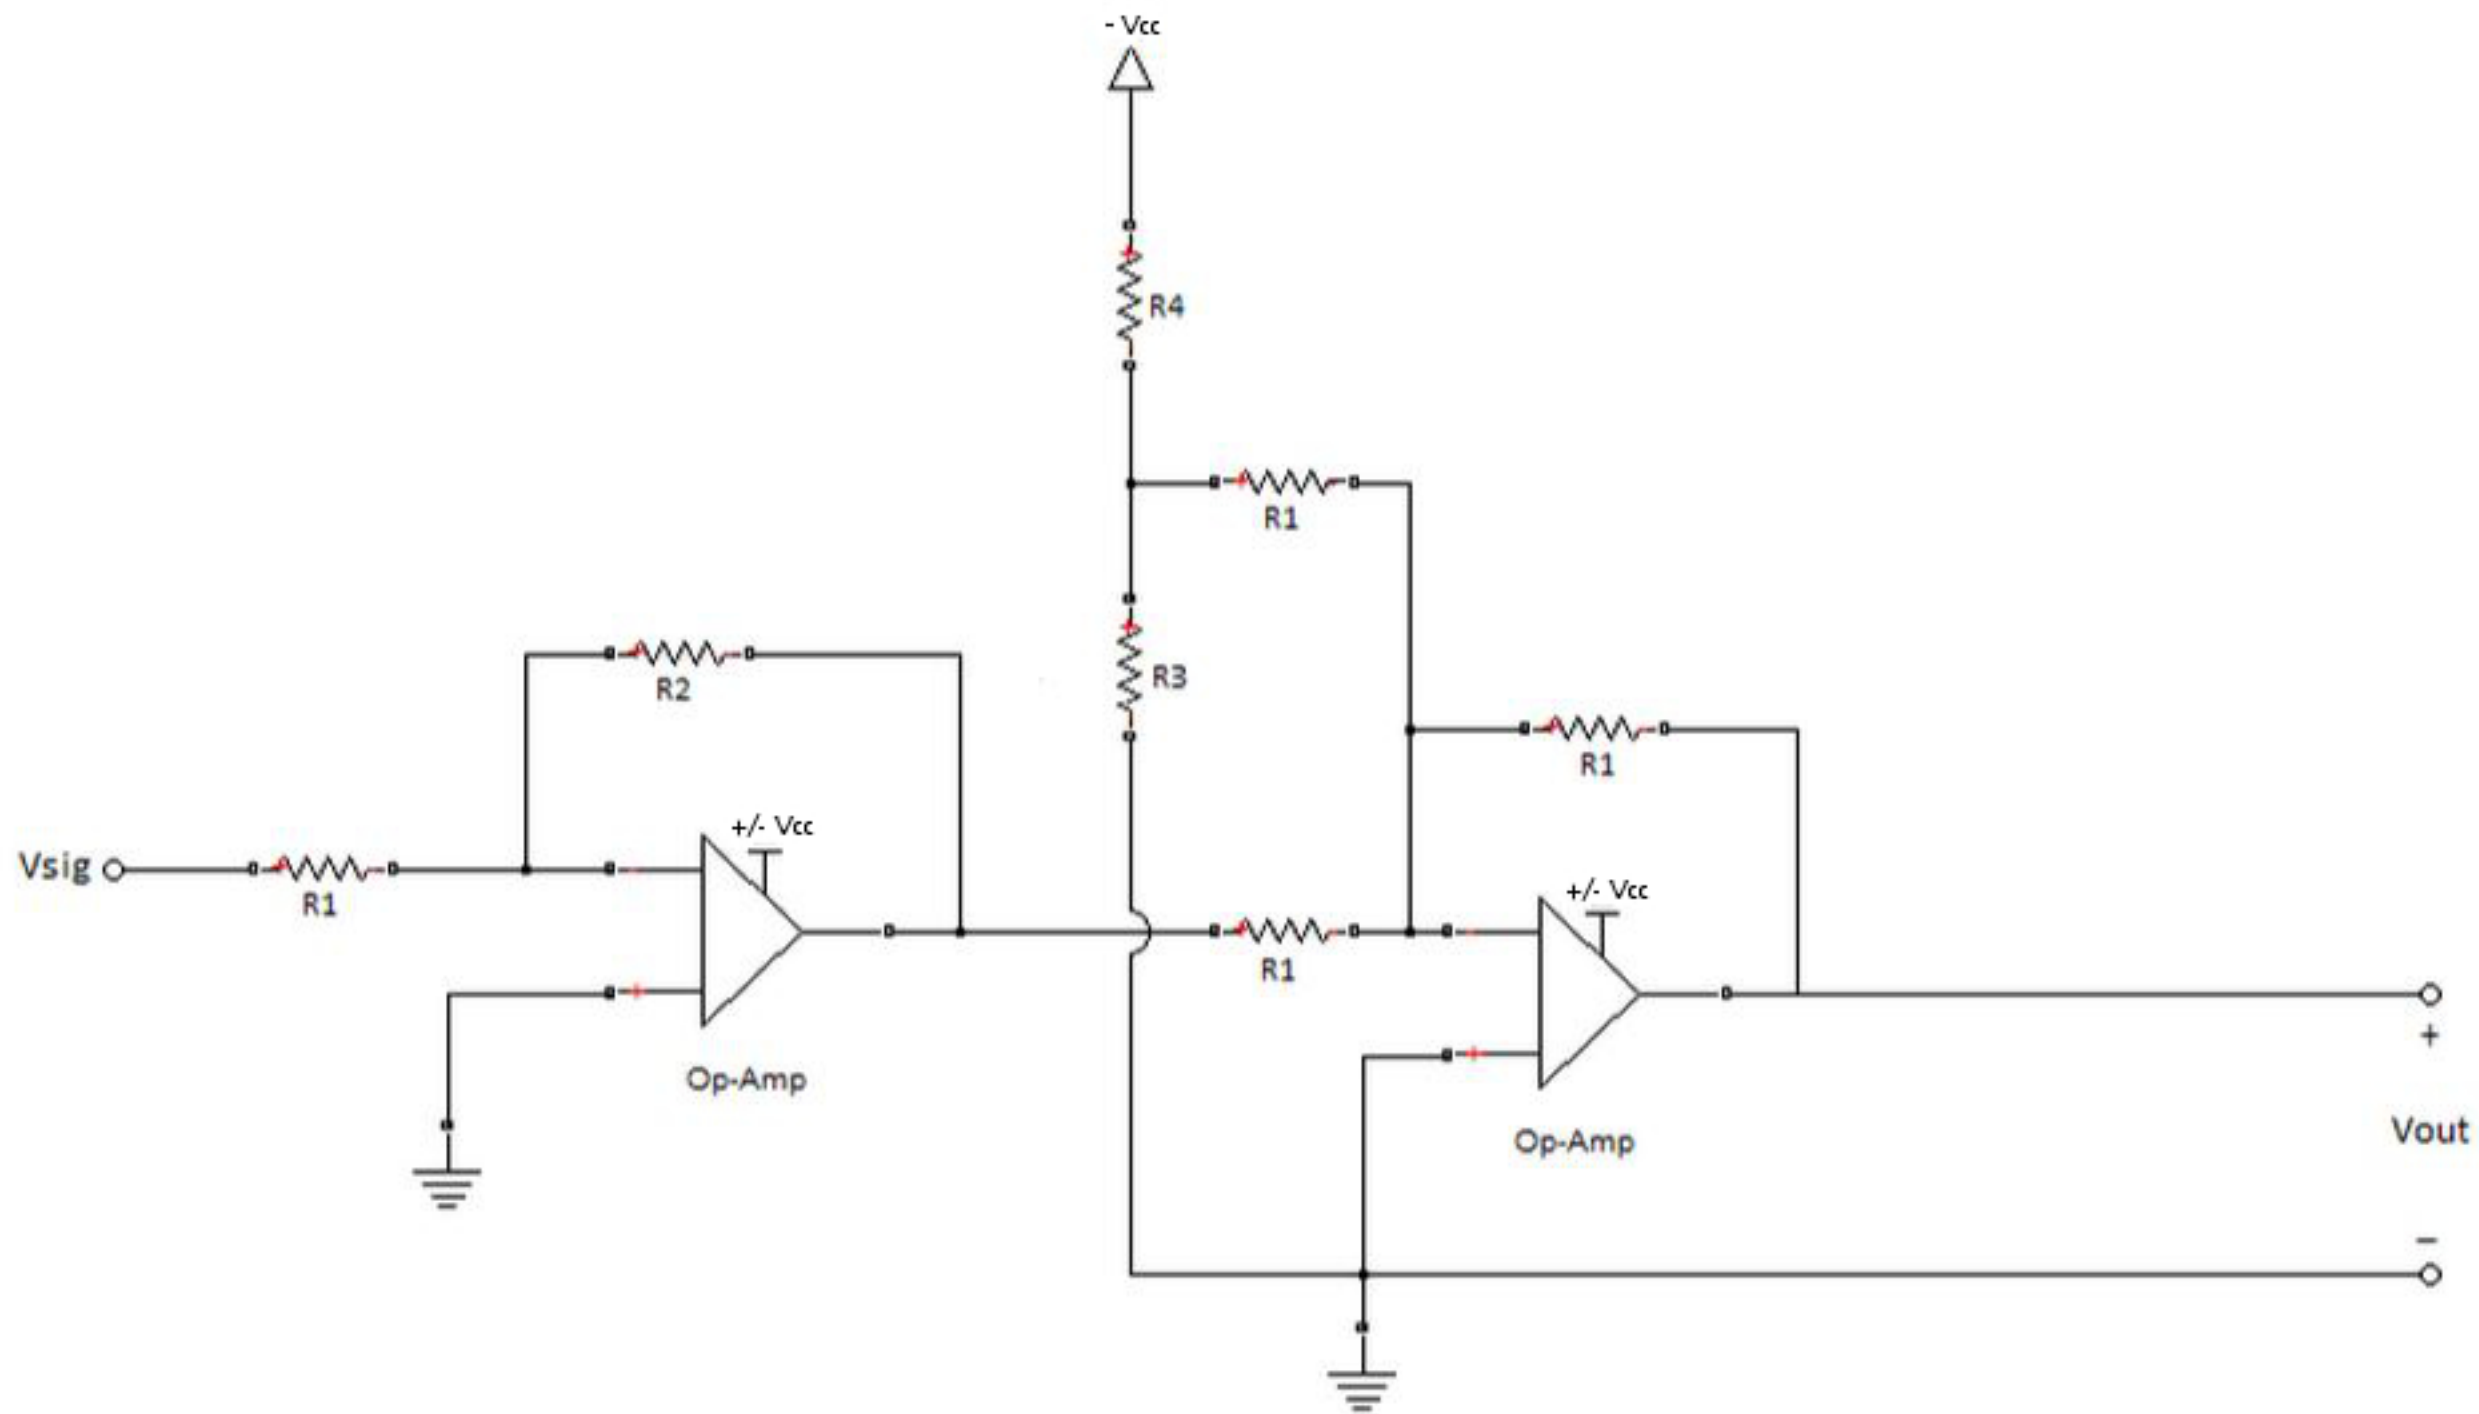 - Vcc
R4
R1
R3
R2
R1
+/- Vcc
Vsig
R1
+/- Vcc
R1
Op-Amp
Op-Amp
+
Vout
−